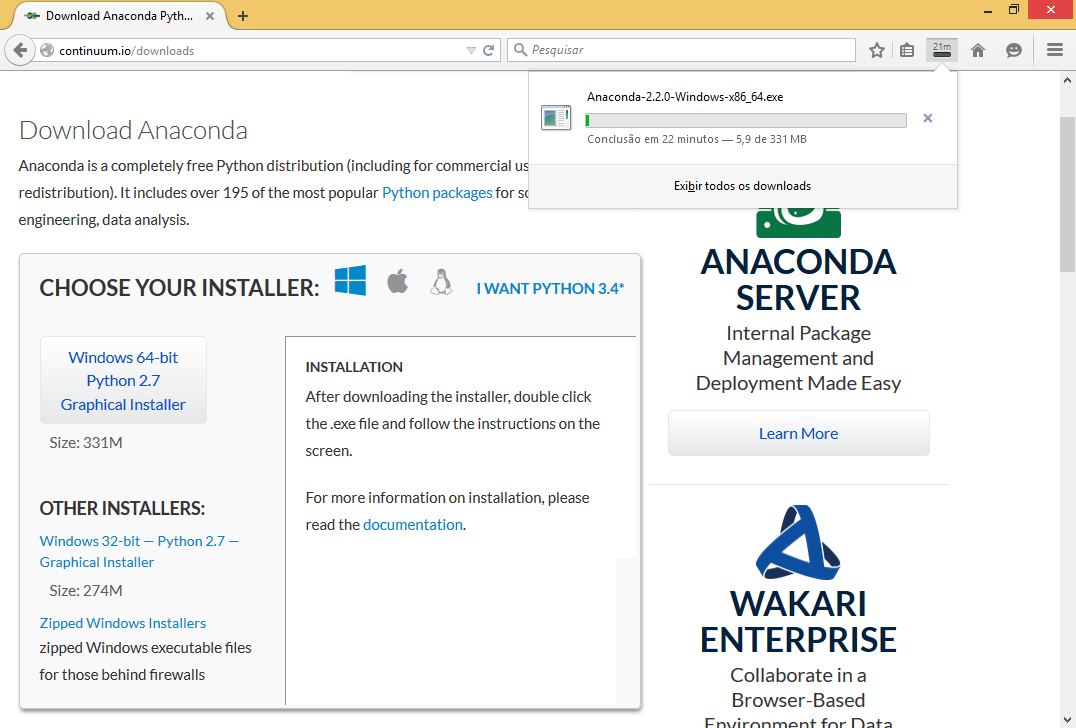 Download Anaconda Pyth...
continuum.io/downloads
Pesquisar
21m
Anaconda-2.2.0-Windows-x86_64.exe
Conclusão em 22 minutos — 5,9 de 331 MB
Exibir todos os downloads
Download Anaconda
Anaconda is a completely free Python distribution (including for commercial us
redistribution). It includes over 195 of the most popular Python packages for sc
engineering, data analysis.
CHOOSE YOUR INSTALLER:
I WANT PYTHON 3.4*
Windows 64-bit
Python 2.7
Graphical Installer
Size: 331M
OTHER INSTALLERS:
Windows 32-bit — Python 2.7 —
Graphical Installer
Size: 274M
Zipped Windows Installers
zipped Windows executable files
for those behind firewalls
INSTALLATION
After downloading the installer, double click
the .exe file and follow the instructions on the
screen.
For more information on installation, please
read the documentation.
ANACONDA
SERVER
Internal Package
Management and
Deployment Made Easy
Learn More
WAKARI
ENTERPRISE
Collaborate in a
Browser-Based
Environment for Data